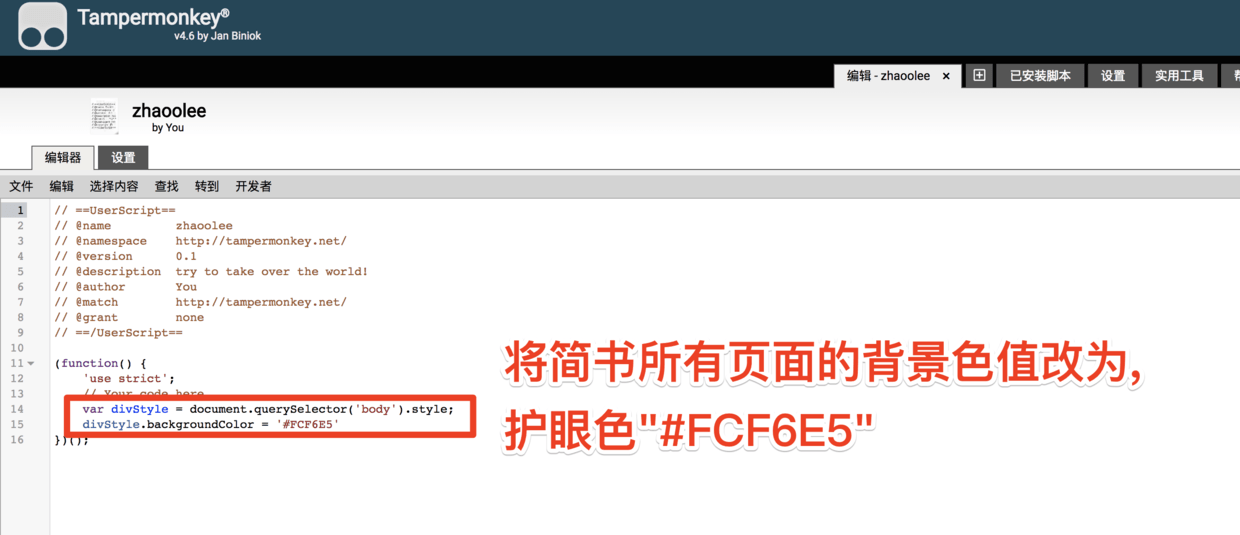 Tampermonkey®
v4.6 by Jan Biniok
编辑 - zhaoolee × 已安装脚本 设置 实用工具
zhaoolee
by You
编辑器 设置
文件 编辑 选择内容 查找 转到 开发者
1 // ==UserScript==
2 // @name zhaoolee
3 // @namespace http://tampermonkey.net/
4 // @version 0.1
5 // @description try to take over the world!
6 // @author You
7 // @match http://tampermonkey.net/
8 // @grant none
9 // ==/UserScript==
10
11 (function() {
12 'use strict';
13 // Your code here
14 var divStyle = document.querySelector('body').style;
15 divStyle.backgroundColor = '#FCF6E5'
16 })();
将简书所有页面的背景色值改为,
护眼色"#FCF6E5"